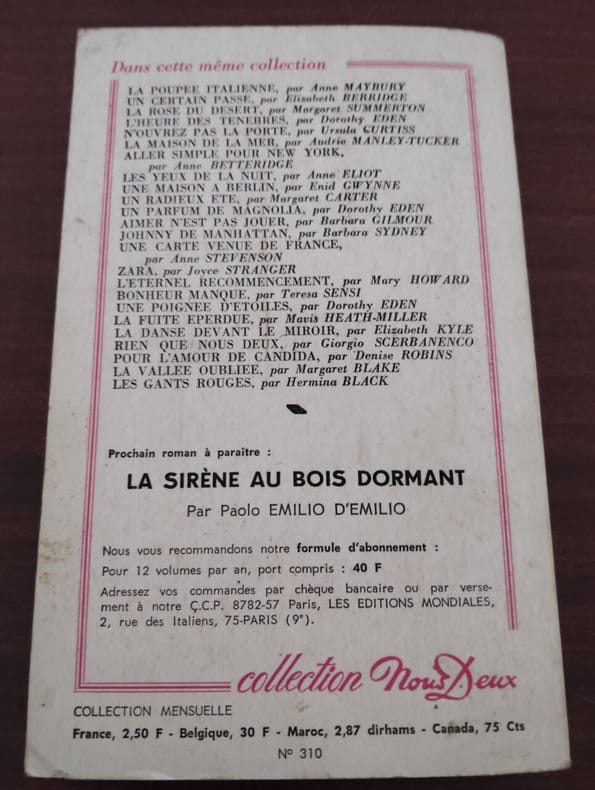 Dans cette même collection
LA POUPEE ITALIENNE, par Anne MAYBURY
UN CERTAIN PASSE, par Elisabeth BERRIDGE
LA ROSE DU DESERT, par Margaret SUMMERTON
L'HEURE DES TENEBRES, par Dorothy EDEN
N'OUVREZ PAS LA PORTE, par Ursula CURTISS
LA MAISON DE LA MER, par Audrie MANLEY-TUCKER
ALLER SIMPLE POUR NEW YORK,
par Anne BETTERIDGE
LES YEUX DE LA NUIT, par Anne ELIOT
UNE MAISON A BERLIN, par Enid GWYNNE
UN RADIEUX ETE, par Margaret CARTER
UN PARFUM DE MAGNOLIA, par Dorothy EDEN
AIMER N'EST PAS JOUER, par Barbara GILMOUR
JOHNNY DE MANHATTAN, par Barbara SYDNEY
UNE CARTE VENUE DE FRANCE,
par Anne STEVENSON
ZARA, par Joyce STRANGER
L'ETERNEL RECOMMENCEMENT, par Mary HOWARD
BONHEUR MANQUE, par Teresa SENSI
UNE POIGNEE D'ETOILES, par Dorothy EDEN
LA FUITE EPERDUE, par Mavis HEATH-MILLER
LA DANSE DEVANT LE MIROIR, par Elizabeth KYLE
RIEN QUE NOUS DEUX, par Giorgio SCERBANENCO
POUR L'AMOUR DE CANDIDA, par Denise ROBINS
LA VALLEE OUBLIEE, par Margaret BLAKE
LES GANTS ROUGES, par Hermina BLACK
Prochain roman à paraître :
LA SIRÈNE AU BOIS DORMANT
Par Paolo EMILIO D'EMILIO
Nous vous recommandons notre formule d'abonnement :
Pour 12 volumes par an, port compris : 40 F
Adressez vos commandes par chèque bancaire ou par verse-
ment à notre C.C.P. 8782-57 Paris, LES EDITIONS MONDIALES,
2, rue des Italiens, 75-PARIS (9e).
collection Nous Deux
COLLECTION MENSUELLE
France, 2,50 F - Belgique, 30 F - Maroc, 2,87 dirhams - Canada, 75 Cts
N° 310